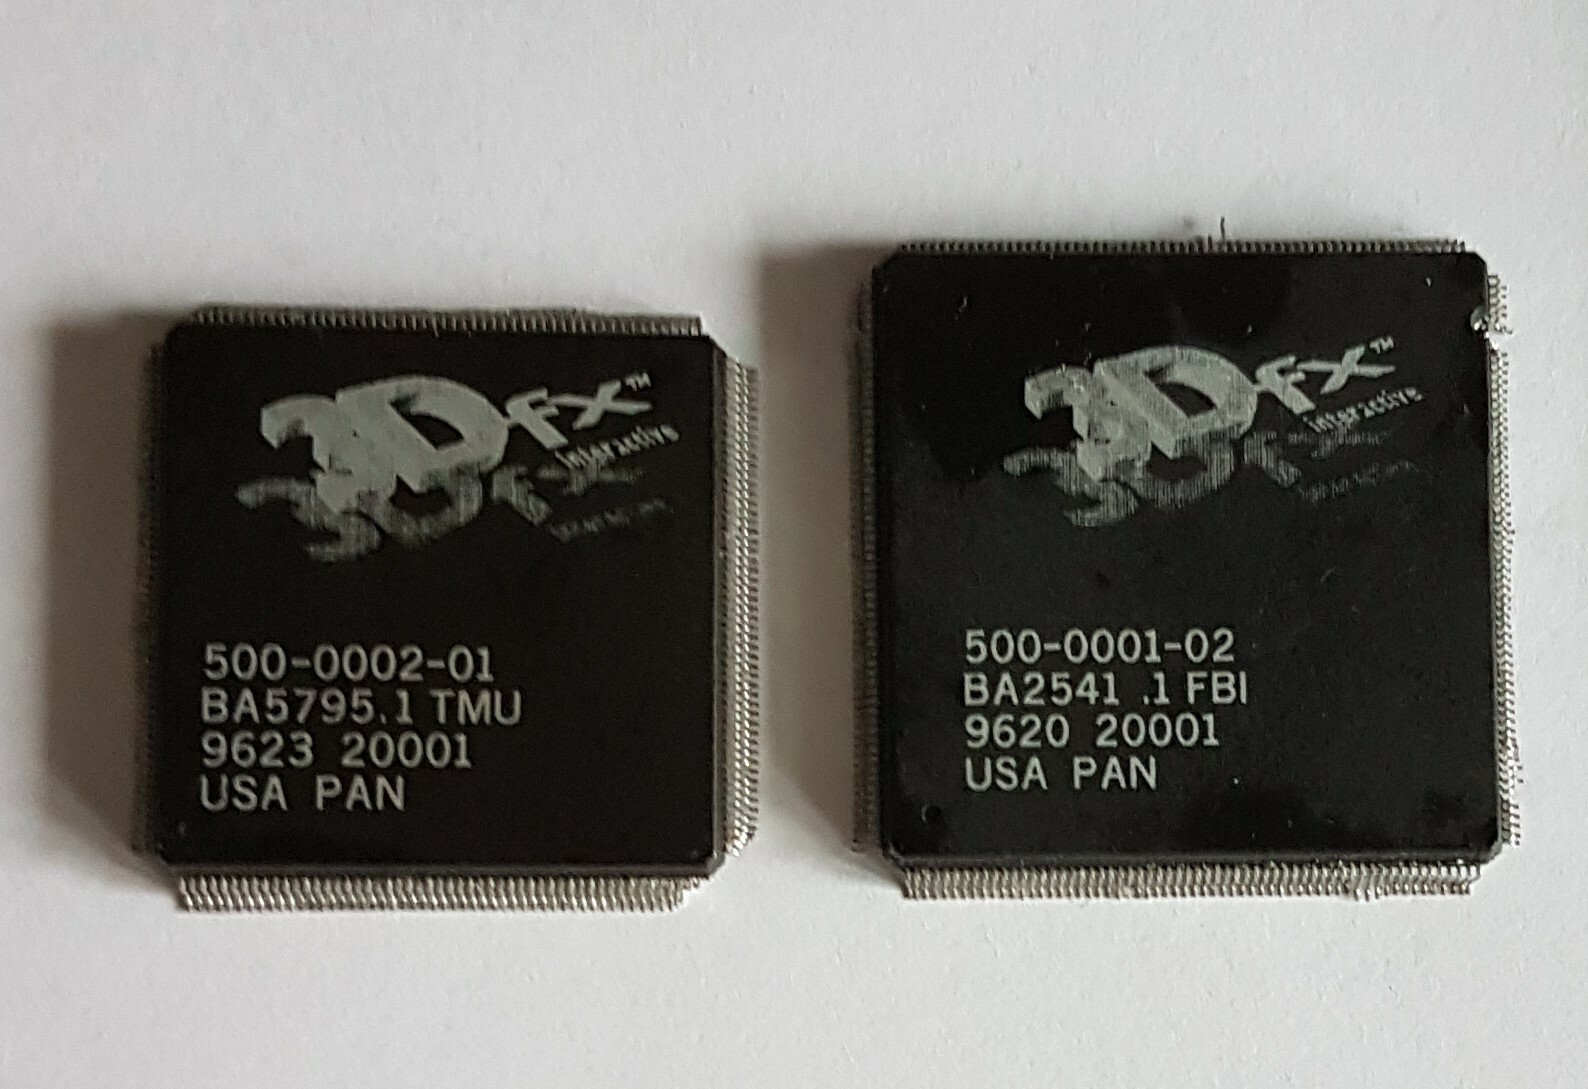 3Dfx™
interactive
500-0002-01
BA5795.1 TMU
9623 20001
USA PAN
3Dfx™
interactive
500-0001-02
BA2541 .1 FBI
9620 20001
USA PAN